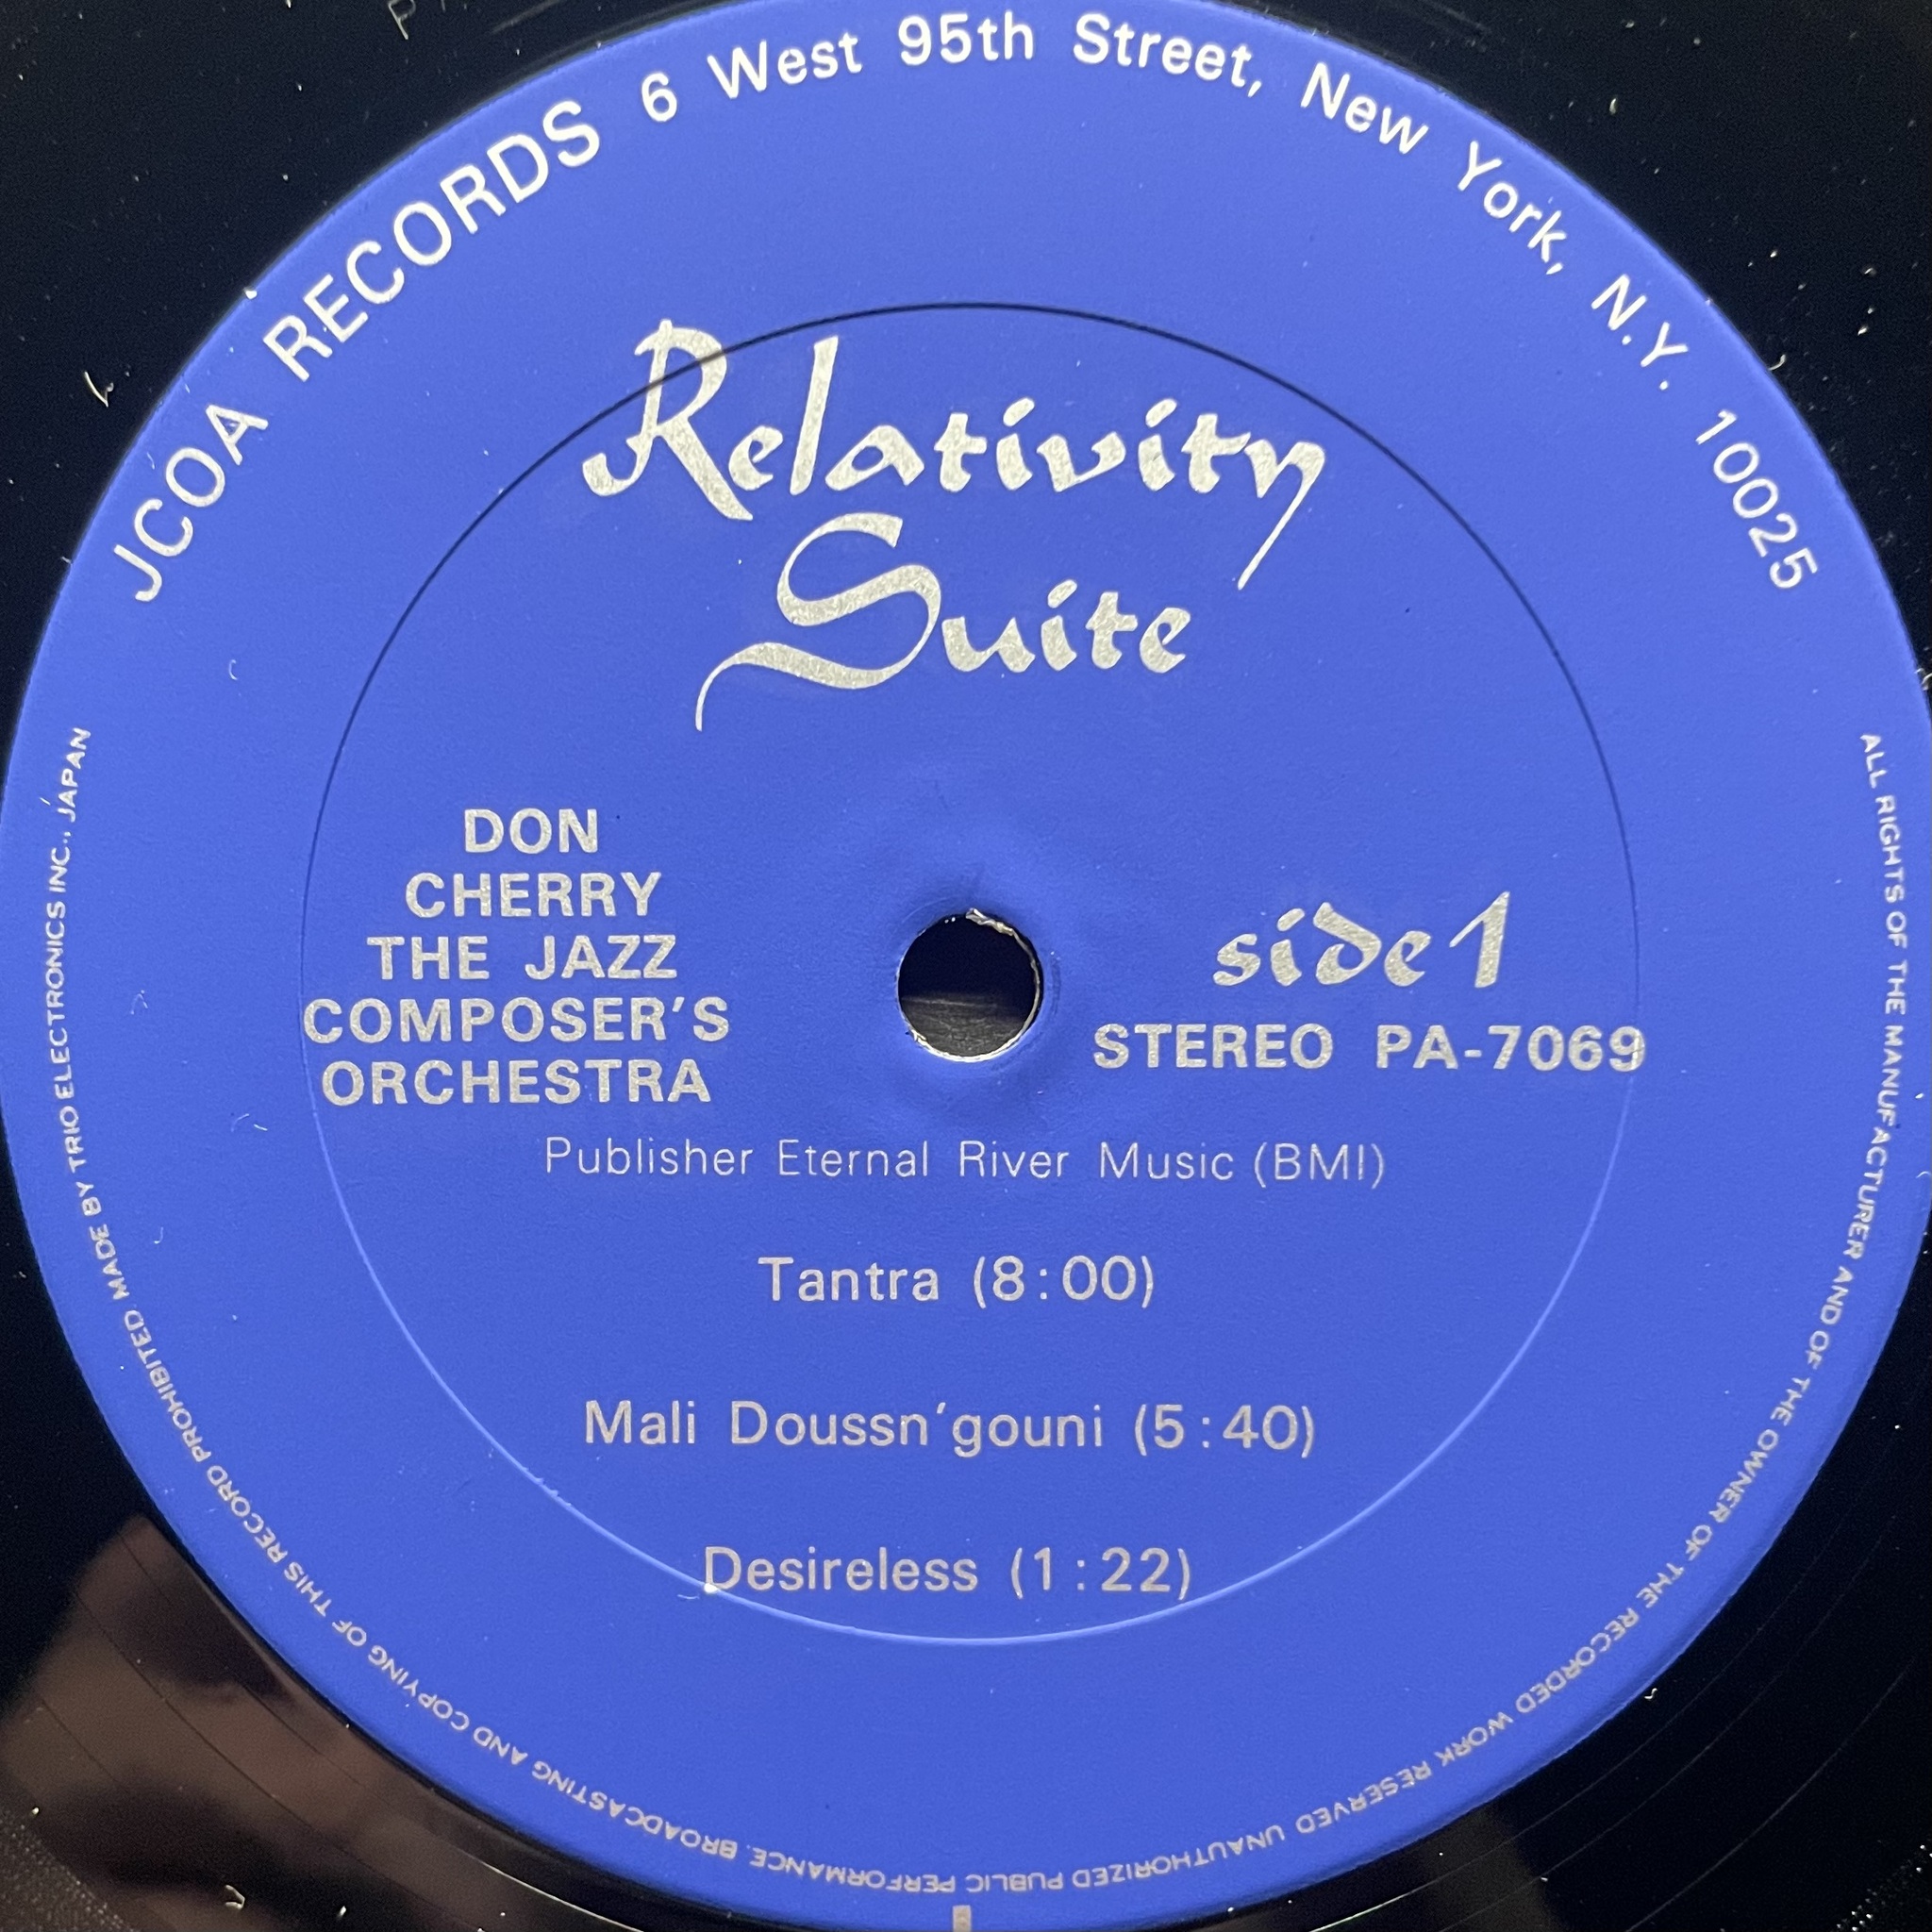 JCOA RECORDS 6 West 95th Street, New York, N.Y. 10025
Relativity
Suite
DON
CHERRY
THE JAZZ
COMPOSER'S
ORCHESTRA
side 1
STEREO PA-7069
Publisher Eternal River Music (BMI)
Tantra (8:00)
Mali Doussn'gouni (5:40)
Desireless (1:22)
ALL RIGHTS OF THE MANUFACTURER AND OF THE OWNER OF THE RECORDED WORK RESERVED UNAUTHORIZED PUBLIC PERFORMANCE. BROADCASTING AND COPYING OF THIS RECORD PROHIBITED MADE BY TRIO ELECTRONICS INC., JAPAN